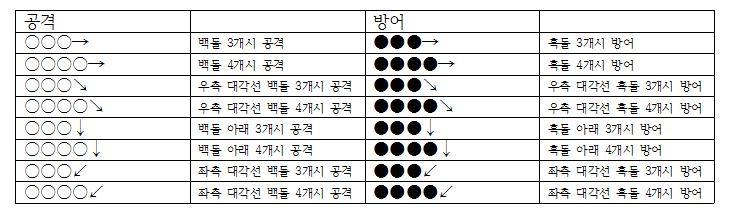 공격 방어
○○○→ 백돌 3개시 공격 ●●●→ 흑돌 3개시 방어
○○○○→ 백돌 4개시 공격 ●●●●→ 흑돌 4개시 방어
○○○↘ 우측 대각선 백돌 3개시 공격 ●●●↘ 우측 대각선 흑돌 3개시 방어
○○○○↘ 우측 대각선 백돌 4개시 공격 ●●●●↘ 우측 대각선 흑돌 4개시 방어
○○○↓ 백돌 아래 3개시 공격 ●●●↓ 흑돌 아래 3개시 방어
○○○○↓ 백돌 아래 4개시 공격 ●●●●↓ 흑돌 아래 4개시 방어
○○○↙ 좌측 대각선 백돌 3개시 공격 ●●●↙ 좌측 대각선 흑돌 3개시 방어
○○○○↙ 좌측 대각선 백돌 4개시 공격 ●●●●↙ 좌측 대각선 흑돌 4개시 방어